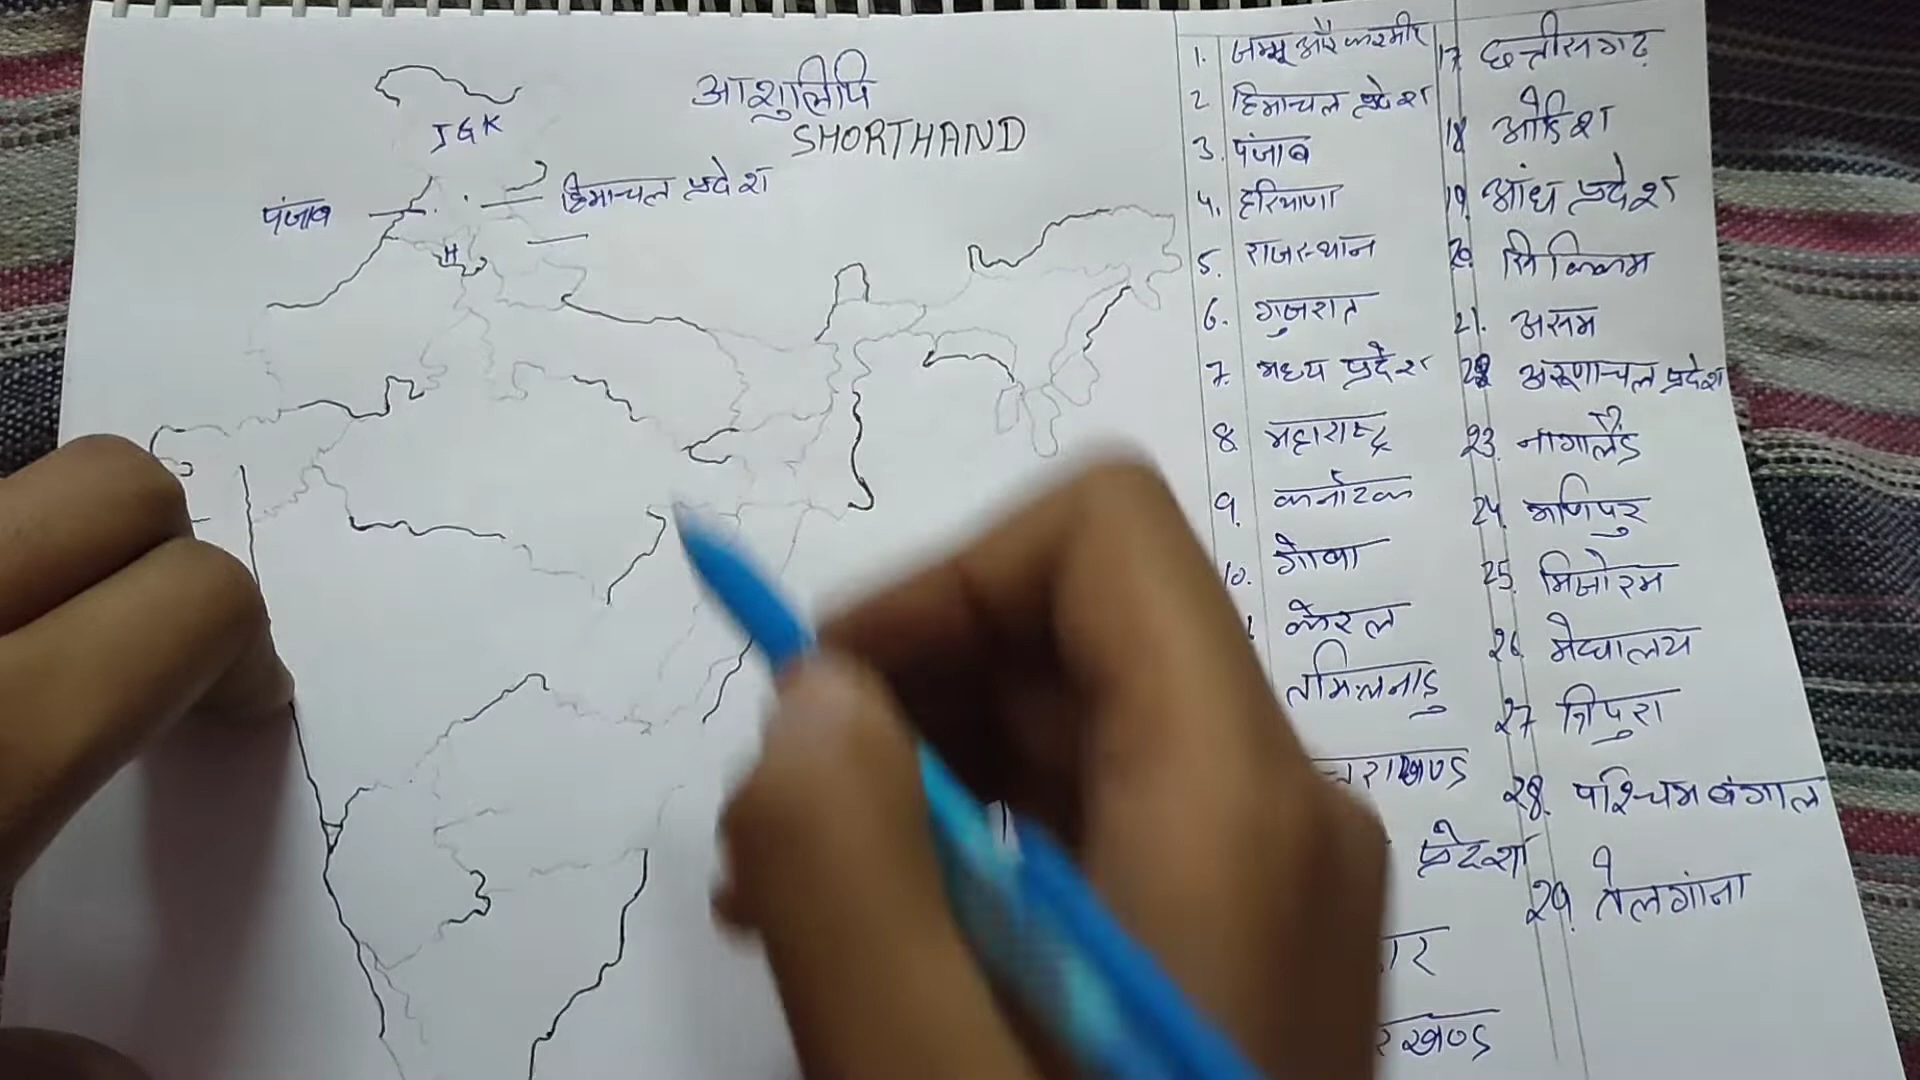 आशुलिपि
SHORTHAND
J&K
पंजाब
हिमाचल प्रदेश
H
1. जम्मू और कश्मीर
2 हिमाचल प्रदेश
3. पंजाब
4. हरियाणा
5. राजस्थान
6. गुजरात
7. मध्य प्रदेश
8. महाराष्ट्र
9. कर्नाटक
10. गोवा
केरल
तमिलनाडु
प्रदेश
17 छत्तीसगढ़
18 ओडिशा
19. आंध्र प्रदेश
20. सिक्किम
21. असम
22 अरूणाचल प्रदेश
23. नागालैंड
24. मणिपुर
25. मिजोरम
26. मेघालय
27 त्रिपुरा
28. पश्चिम बंगाल
29. तेलगांना